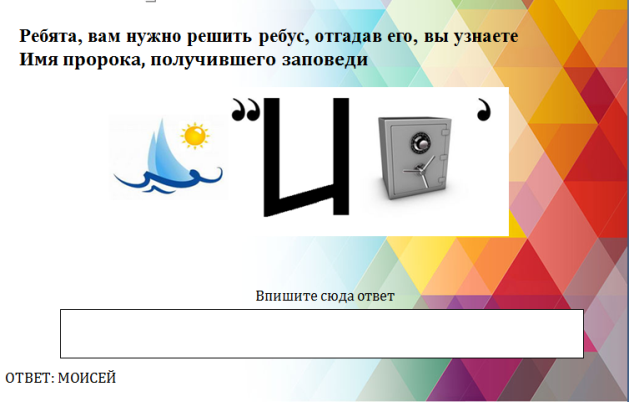 Ребята, вам нужно решить ребус, отгадав его, вы узнаете
Имя пророка, получившего заповеди
,, И ,
Впишите сюда ответ
ОТВЕТ: МОИСЕЙ